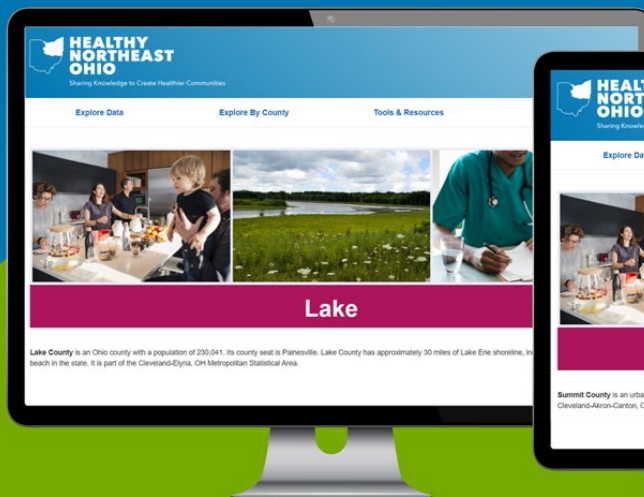 HEALTHY
NORTHEAST
OHIO
Sharing Knowledge to Create Healthier Communities
Explore Data
Explore By County
Tools & Resources
Lake
Lake County is an Ohio county with a population of 230,041. Its county seat is Painesville. Lake County has approximately 30 miles of Lake Erie shoreline,
beach in the state. It is part of the Cleveland-Elyria, OH Metropolitan Statistical Area.
HEALT
NORT
OHIO
Sharing
Explore Da
Summit County is an urba
Cleveland-Akron-Canton, O